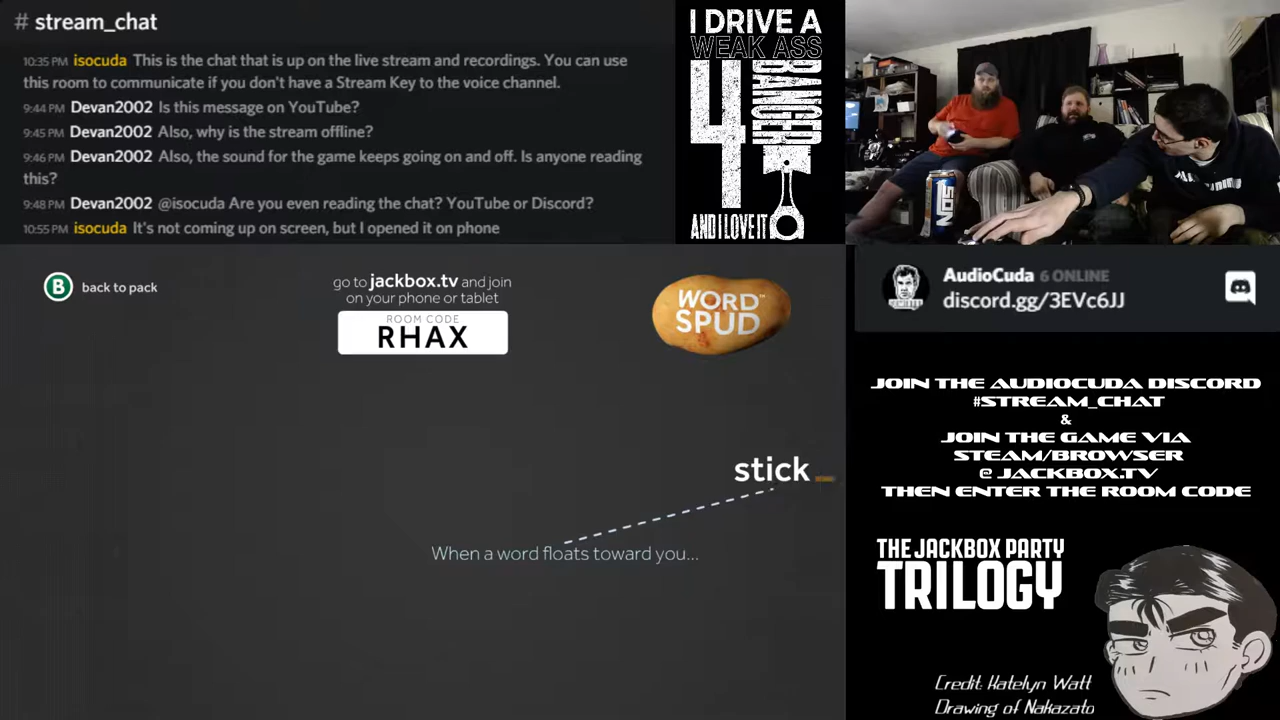 # stream_chat
10:35 PM isocuda This is the chat that is up on the live stream and recordings. You can use
this room to communicate if you don't have a Stream Key to the voice channel.
9:44 PM Devan2002 Is this message on YouTube?
9:45 PM Devan2002 Also, why is the stream offline?
9:46 PM Devan2002 Also, the sound for the game keeps going on and off. Is anyone reading
this?
9:48 PM Devan2002 @isocuda Are you even reading the chat? YouTube or Discord?
10:55 PM isocuda It's not coming up on screen, but I opened it on phone
I DRIVE A
WEAK ASS
4
BANGER
AND I LOVE IT
NOS
B back to pack
go to jackbox.tv and join
on your phone or tablet
ROOM CODE
RHAX
WORD™
SPUD
stick
When a word floats toward you...
AudioCuda 6 ONLINE
discord.gg/3EVc6JJ
JOIN THE AUDIOCUDA DISCORD
#STREAM_CHAT
&
JOIN THE GAME VIA
STEAM/BROWSER
@ JACKBOX.TV
THEN ENTER THE ROOM CODE
THE JACKBOX PARTY
TRILOGY
Credit: Katelyn Watt
Drawing of Nakazato